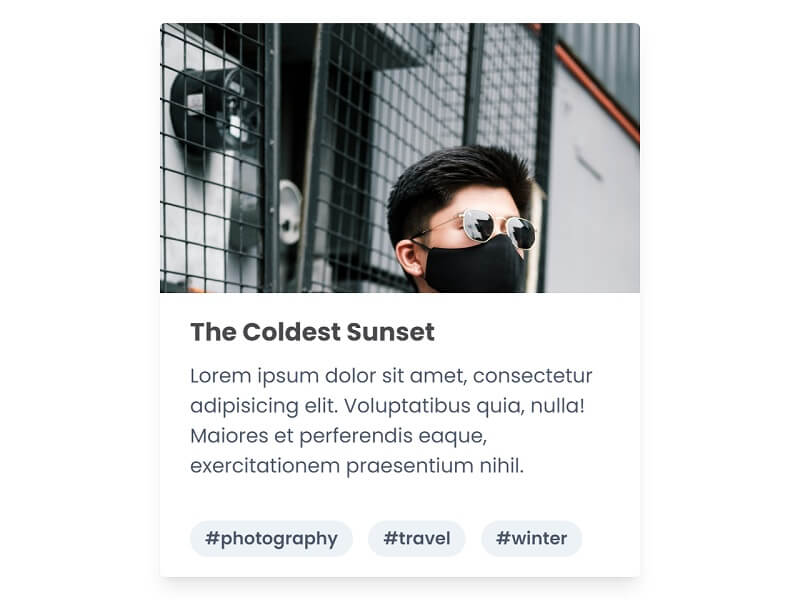 The Coldest Sunset
Lorem ipsum dolor sit amet, consectetur
adipisicing elit. Voluptatibus quia, nulla!
Maiores et perferendis eaque,
exercitationem praesentium nihil.
#photography #travel #winter